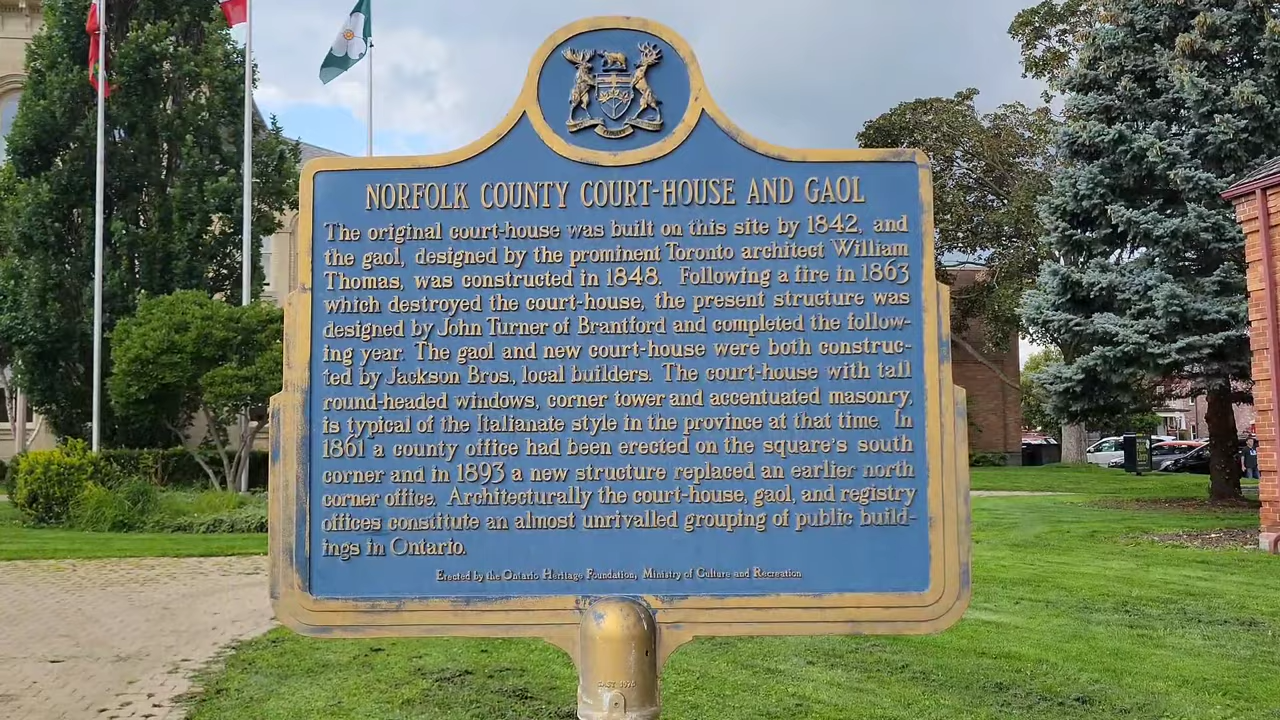 NORFOLK COUNTY COURT-HOUSE AND GAOL
The original court-house was built on this site by 1842, and
the gaol, designed by the prominent Toronto architect William
Thomas, was constructed in 1848. Following a fire in 1863
which destroyed the court-house, the present structure was
designed by John Turner of Brantford and completed the follow-
ing year. The gaol and new court-house were both construc-
ted by Jackson Bros., local builders. The court-house with tall
round-headed windows, corner tower and accentuated masonry,
is typical of the Italianate style in the province at that time. In
1861 a county office had been erected on the square's south
corner and in 1893 a new structure replaced an earlier north
corner office. Architecturally the court-house, gaol, and registry
offices constitute an almost unrivalled grouping of public build-
ings in Ontario.
Erected by the Ontario Heritage Foundation, Ministry of Culture and Recreation